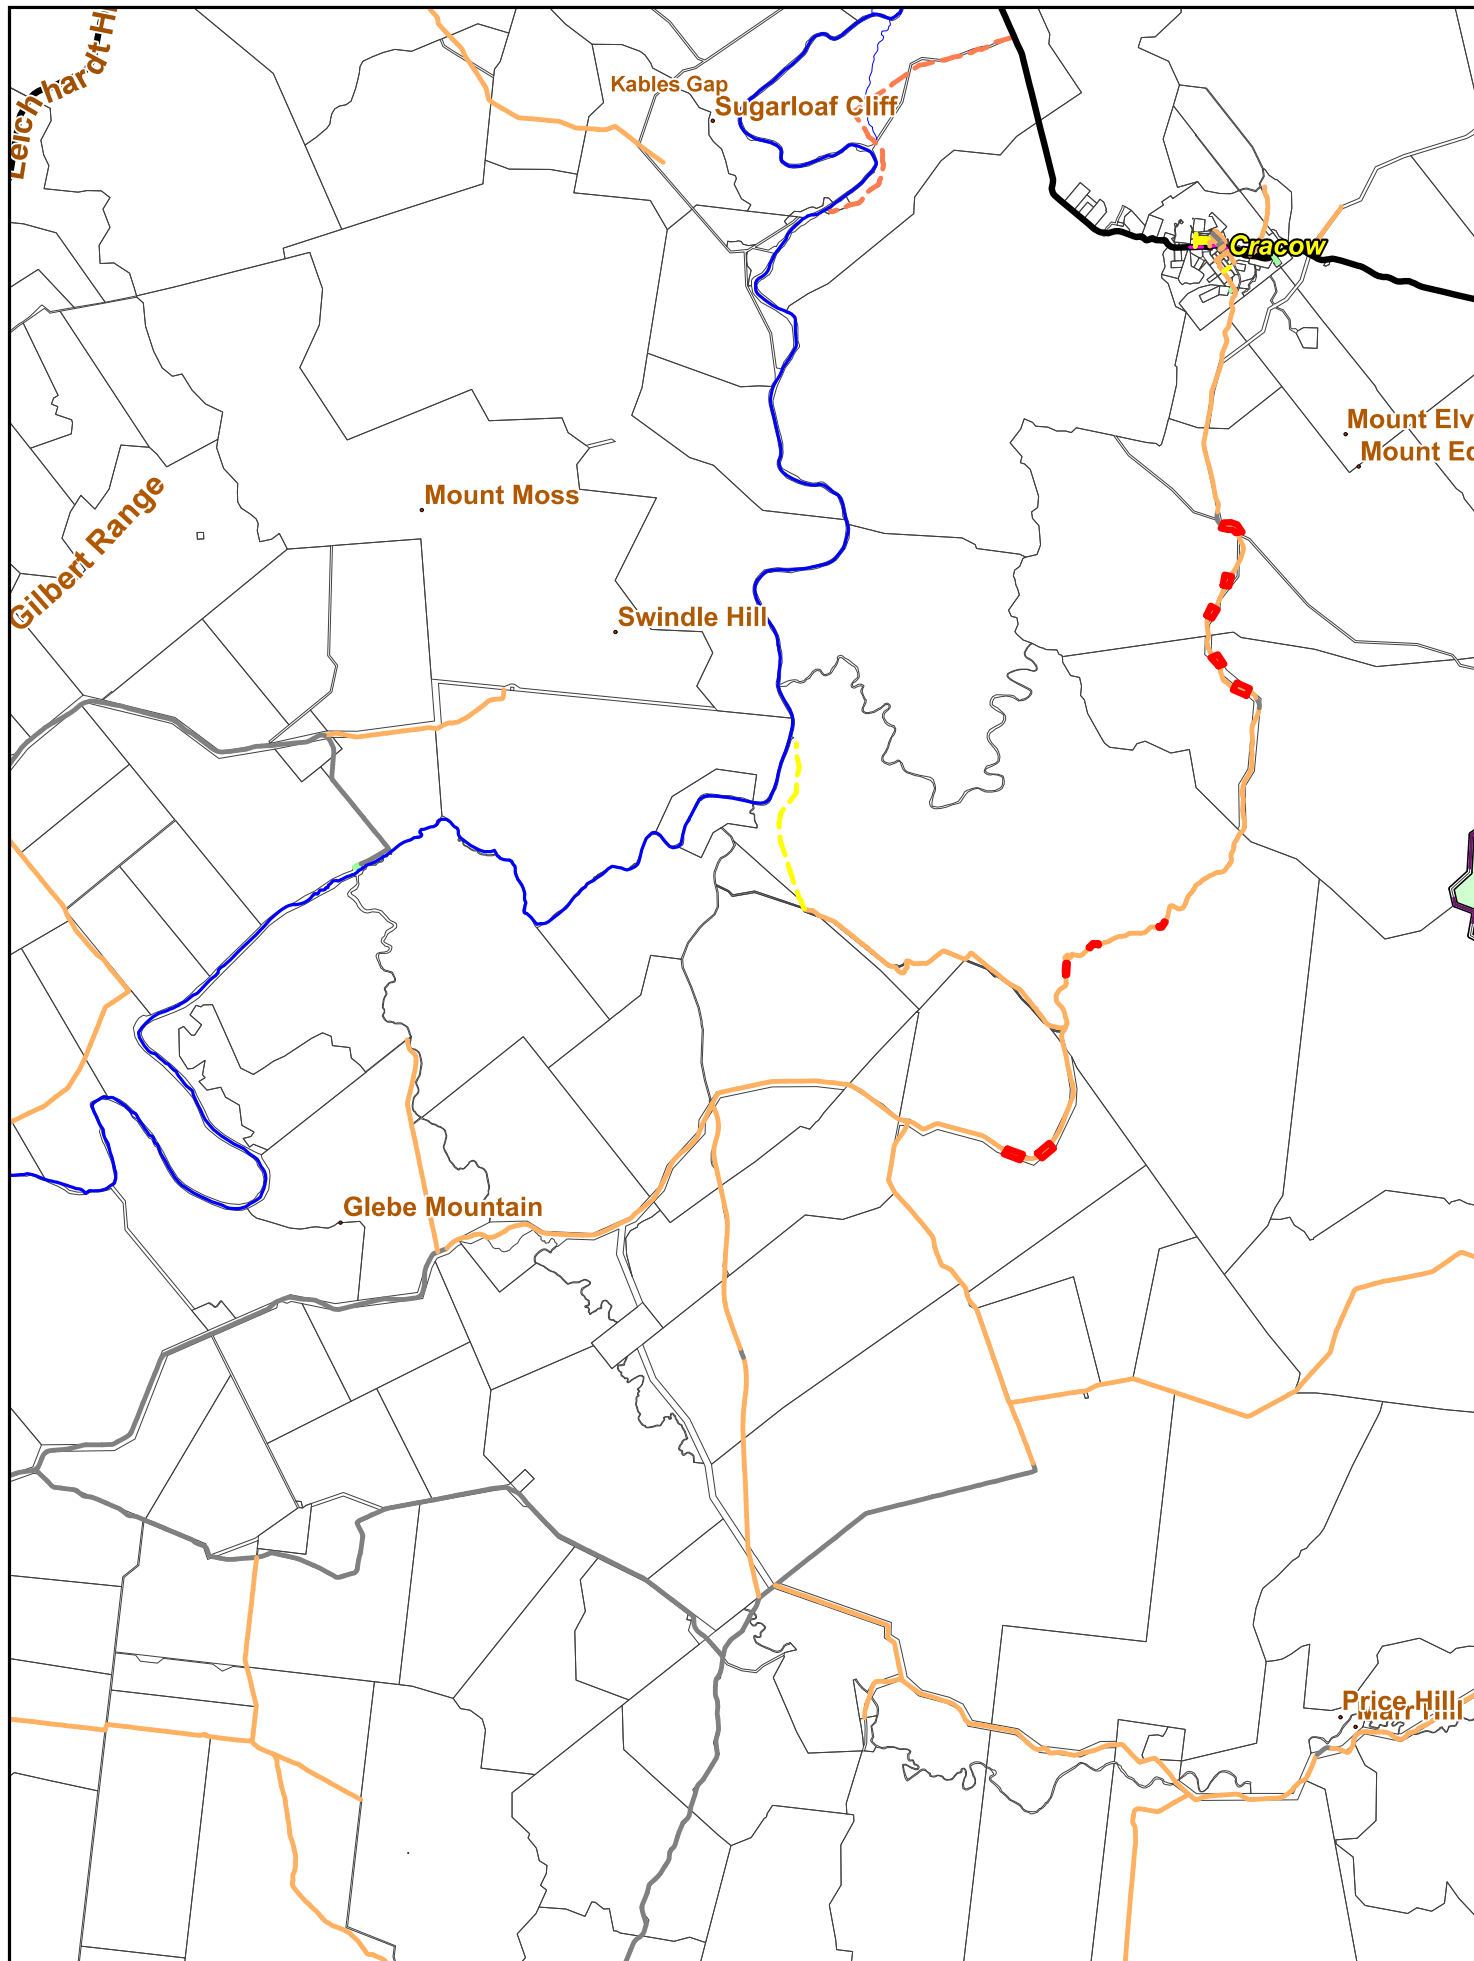 Leichhardt H
Kables Gap
Sugarloaf Cliff
Cracow
Mount Elv
Mount Ed
Mount Moss
Gilbert Range
Swindle Hill
Glebe Mountain
Price Hill